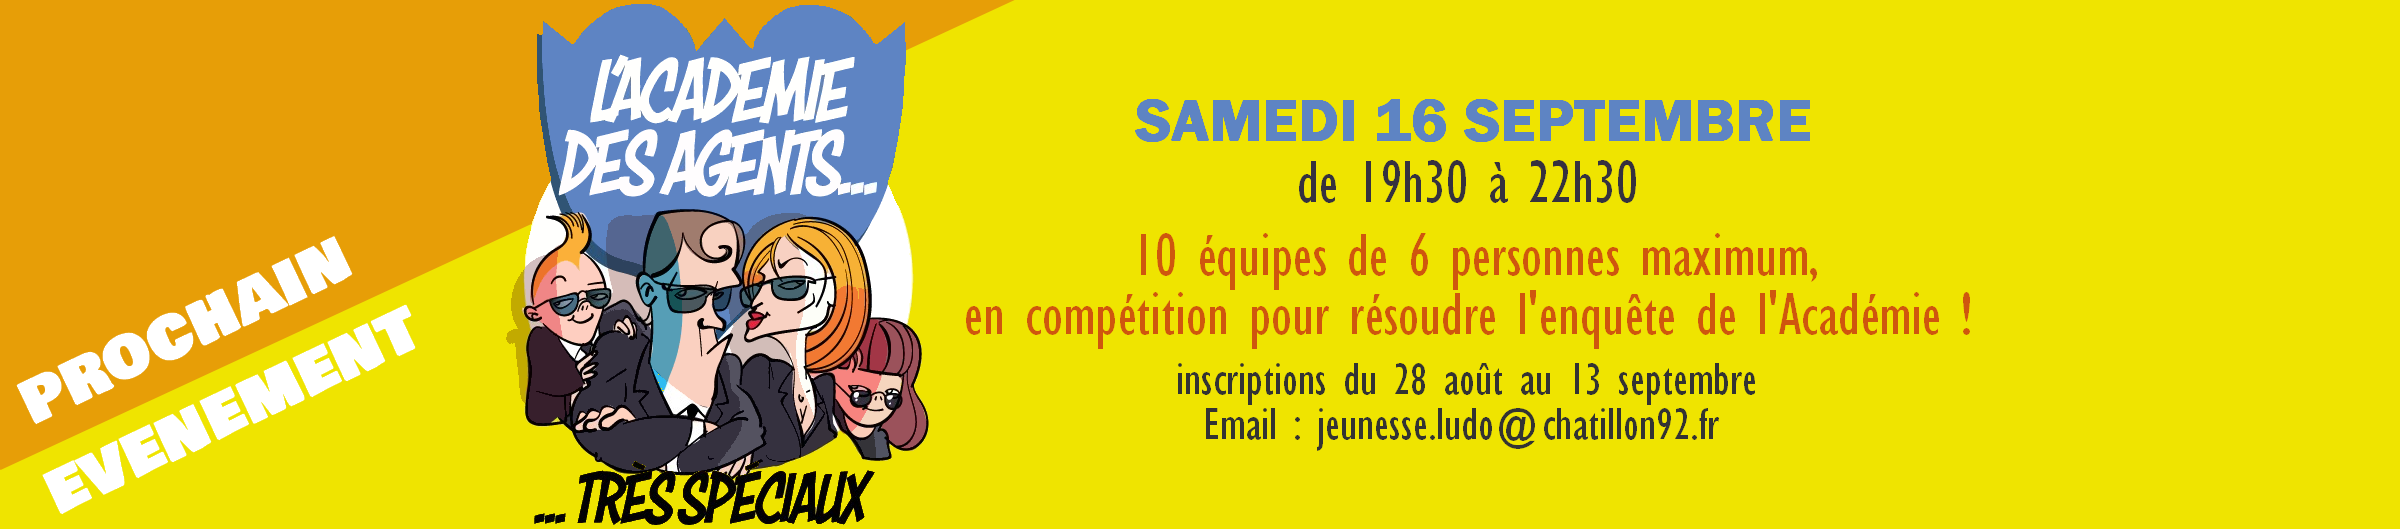 PROCHAIN
EVENEMENT
L'ACADEMIE
DES AGENTS...
... TRÈS SPÉCIAUX
SAMEDI 16 SEPTEMBRE
de 19h30 à 22h30
10 équipes de 6 personnes maximum,
en compétition pour résoudre l'enquête de l'Académie !
inscriptions du 28 août au 13 septembre
Email : jeunesse.ludo@chatillon92.fr